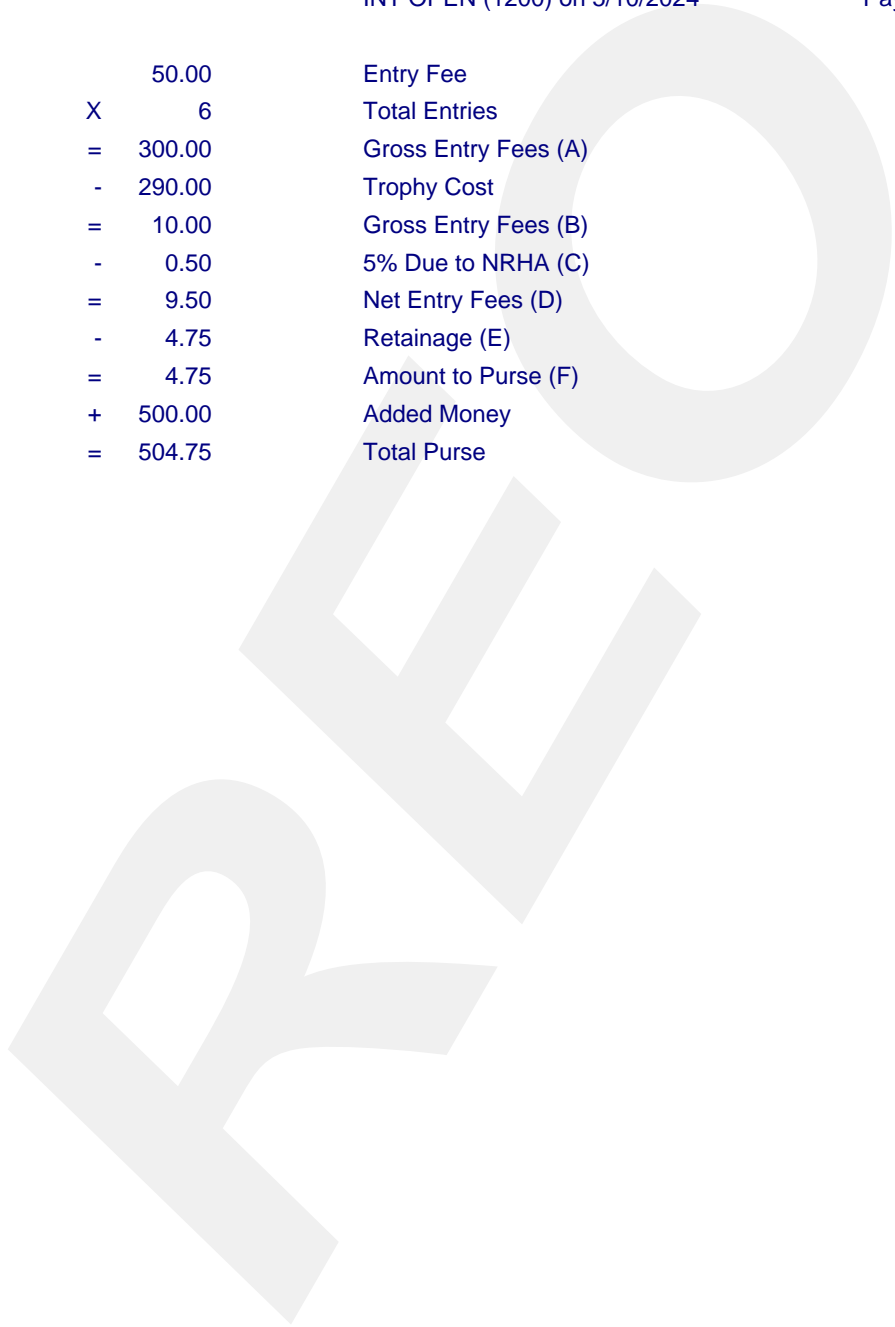 50.00 Entry Fee
X 6 Total Entries
= 300.00 Gross Entry Fees (A)
- 290.00 Trophy Cost
= 10.00 Gross Entry Fees (B)
- 0.50 5% Due to NRHA (C)
= 9.50 Net Entry Fees (D)
- 4.75 Retainage (E)
= 4.75 Amount to Purse (F)
+ 500.00 Added Money
= 504.75 Total Purse
REO